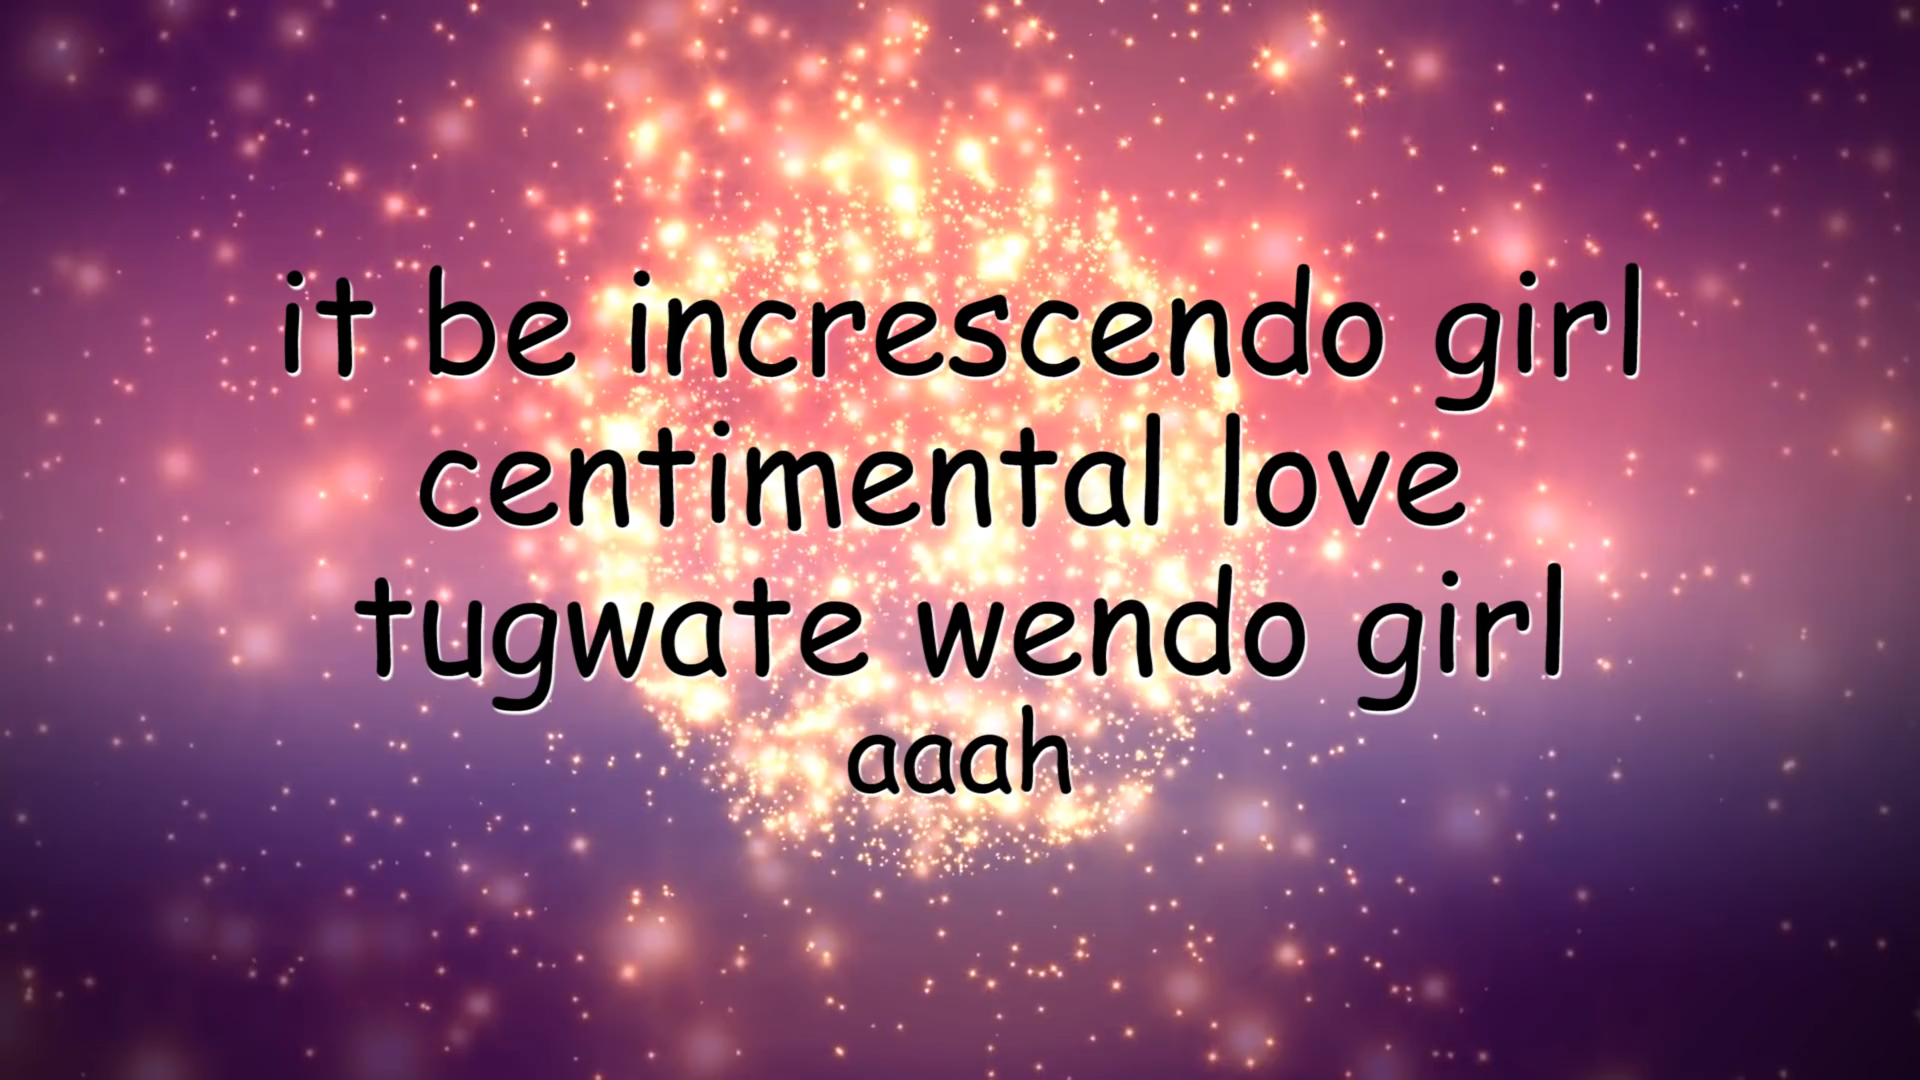 it be increscendo girl
centimental love
tugwate wendo girl
aaah